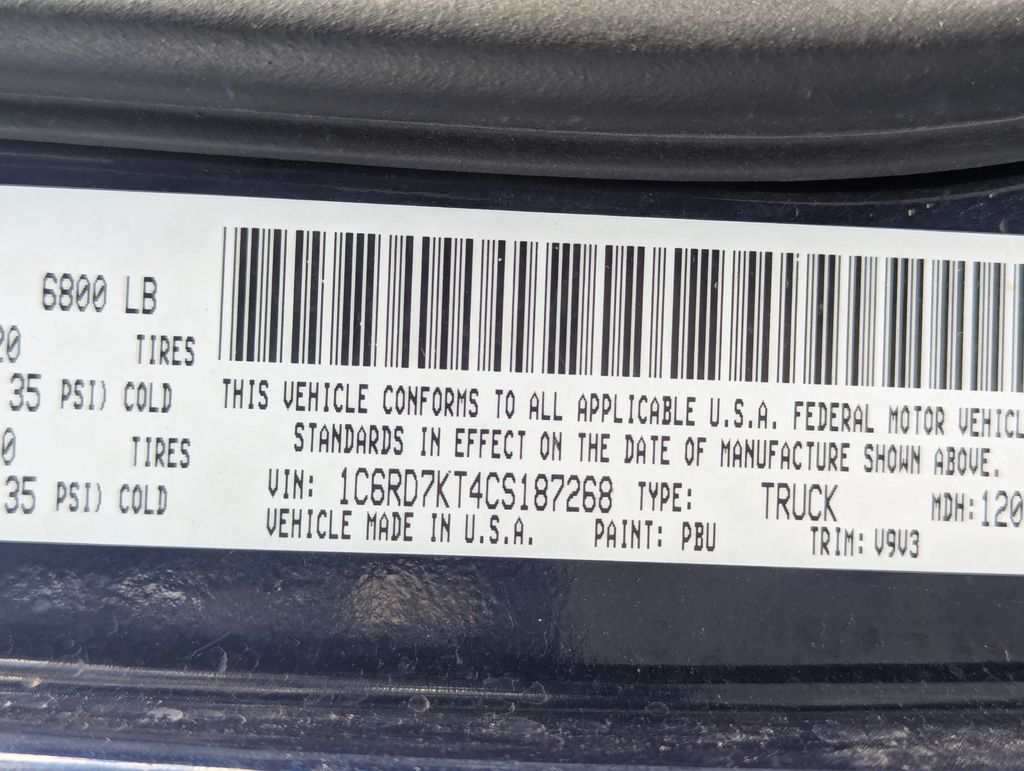 6800 LB
20 TIRES
35 PSI) COLD
0 TIRES
35 PSI) COLD
THIS VEHICLE CONFORMS TO ALL APPLICABLE U.S.A. FEDERAL MOTOR VEHICL
STANDARDS IN EFFECT ON THE DATE OF MANUFACTURE SHOWN ABOVE.
VIN: 1C6RD7KT4CS187268 TYPE: TRUCK MDH: 120
VEHICLE MADE IN U.S.A. PAINT: PBU TRIM: V9V3